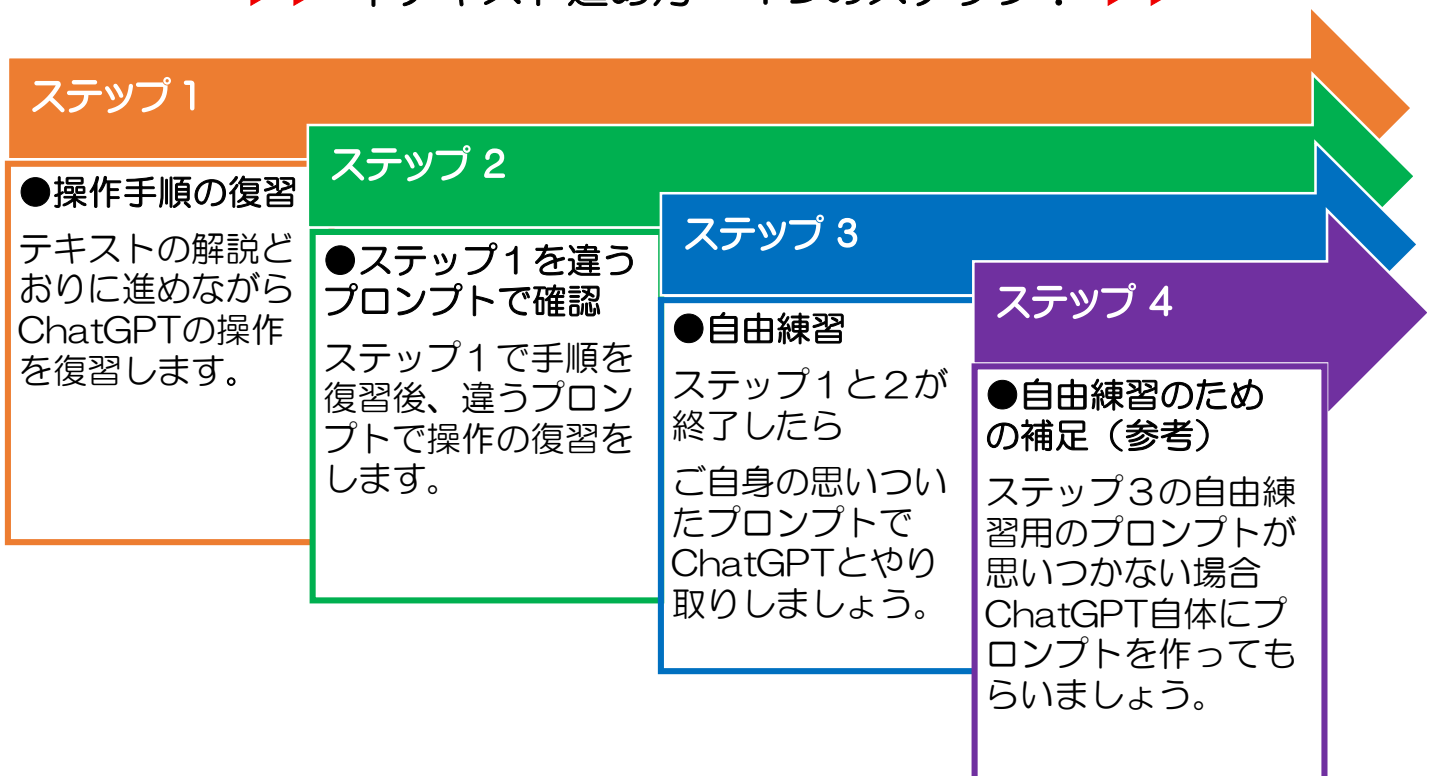 ステップ１
●操作手順の復習
テキストの解説ど
おりに進めながら
ChatGPTの操作
を復習します。
ステップ 2
●ステップ１を違う
プロンプトで確認
ステップ１で手順を
復習後、違うプロン
プトで操作の復習を
します。
ステップ 3
●自由練習
ステップ１と２が
終了したら
ご自身の思いつい
たプロンプトで
ChatGPTとやり
取りしましょう。
ステップ 4
●自由練習のため
の補足（参考）
ステップ３の自由練
習用のプロンプトが
思いつかない場合
ChatGPT自体にプ
ロンプトを作っても
らいましょう。